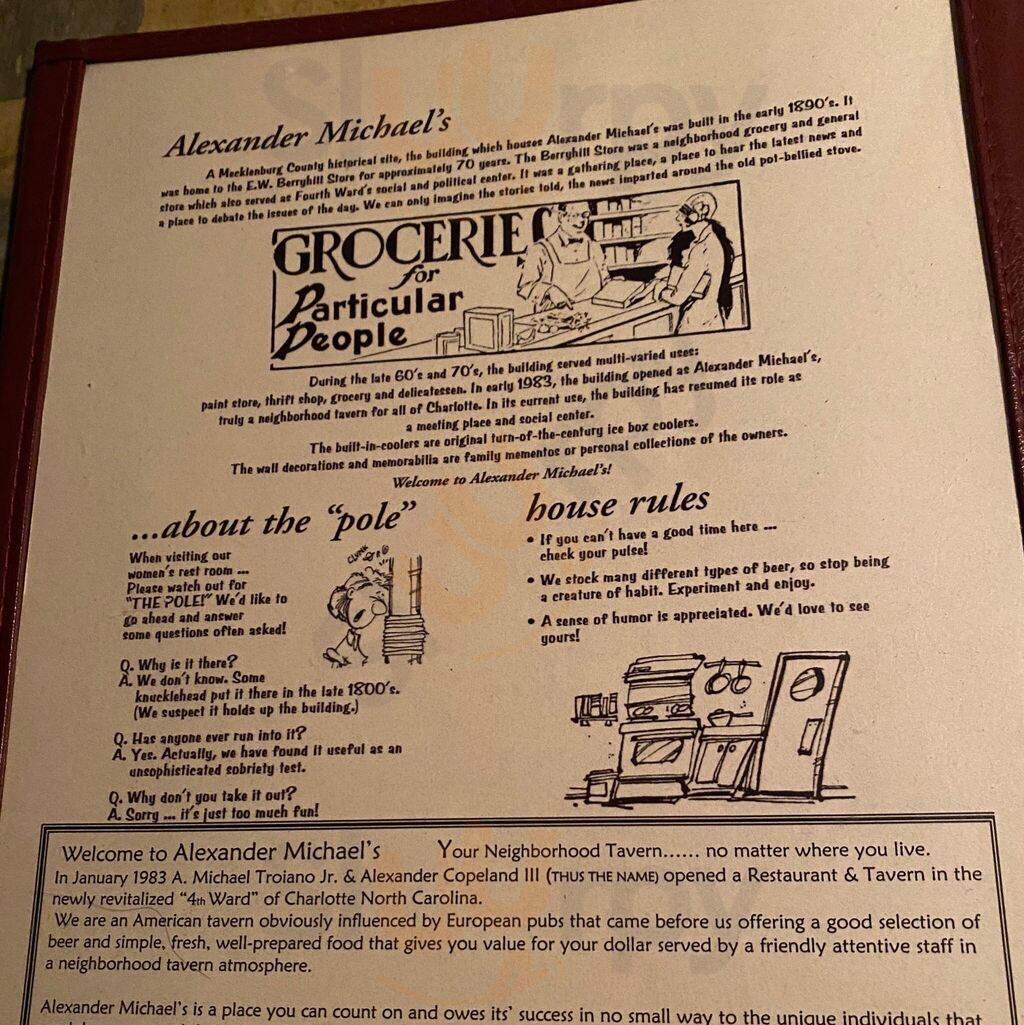 Alexander Michael's
A Mecklenburg County historical site, the building which houses Alexander Michael's was built in the early 1890's. It
was home to the E.W. Berryhill Store for approximately 70 years. The Berryhill Store was a neighborhood grocery and general
store which also served as Fourth Ward's social and political center. It was a gathering place, a place to hear the latest news and
a place to debate the issues of the day. We can only imagine the stories told, the news imparted around the old pot-bellied stove.
GROCERIES
for
Particular
People
During the late 60's and 70's, the building served multi-varied uses:
paint store, thrift shop, grocery and delicatessen. In early 1983, the building opened as Alexander Michael's,
truly a neighborhood tavern for all of Charlotte. In its current use, the building has resumed its role as
a meeting place and social center.
The built-in-coolers are original turn-of-the-century ice box coolers.
The wall decorations and memorabilia are family mementos or personal collections of the owners.
Welcome to Alexander Michael's!
...about the "pole"
When visiting our
women's rest room ...
Please watch out for
"THE POLE!" We'd like to
go ahead and answer
some questions often asked!
Q. Why is it there?
A. We don't know. Some
knucklehead put it there in the late 1800's.
(We suspect it holds up the building.)
Q. Has anyone ever run into it?
A. Yes. Actually, we have found it useful as an
unsophisticated sobriety test.
Q. Why don't you take it out?
A. Sorry ... it's just too much fun!
house rules
• If you can't have a good time here ...
check your pulse!
• We stock many different types of beer, so stop being
a creature of habit. Experiment and enjoy.
• A sense of humor is appreciated. We'd love to see
yours!
Welcome to Alexander Michael's Your Neighborhood Tavern...... no matter where you live.
In January 1983 A. Michael Troiano Jr. & Alexander Copeland III (THUS THE NAME) opened a Restaurant & Tavern in the
newly revitalized "4th Ward" of Charlotte North Carolina.
We are an American tavern obviously influenced by European pubs that came before us offering a good selection of
beer and simple, fresh, well-prepared food that gives you value for your dollar served by a friendly attentive staff in
a neighborhood tavern atmosphere.
Alexander Michael's is a place you can count on and owes its' success in no small way to the unique individuals that